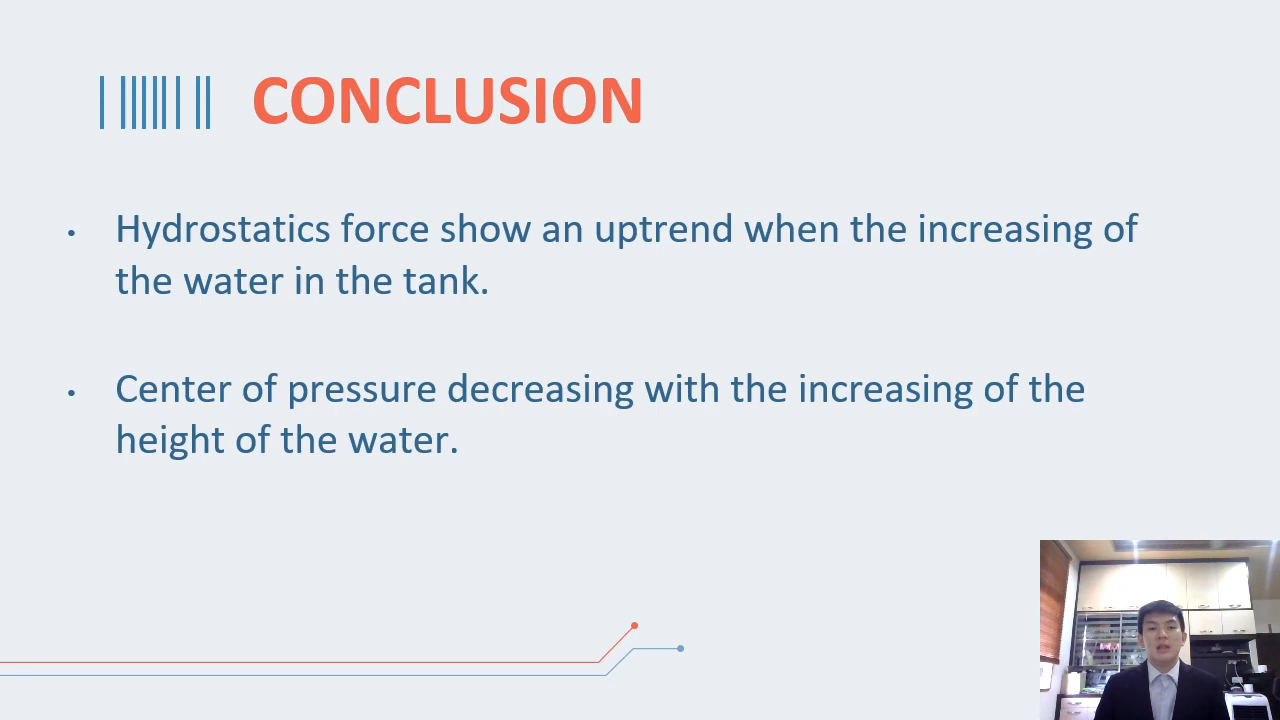 CONCLUSION
• Hydrostatics force show an uptrend when the increasing of
the water in the tank.
• Center of pressure decreasing with the increasing of the
height of the water.